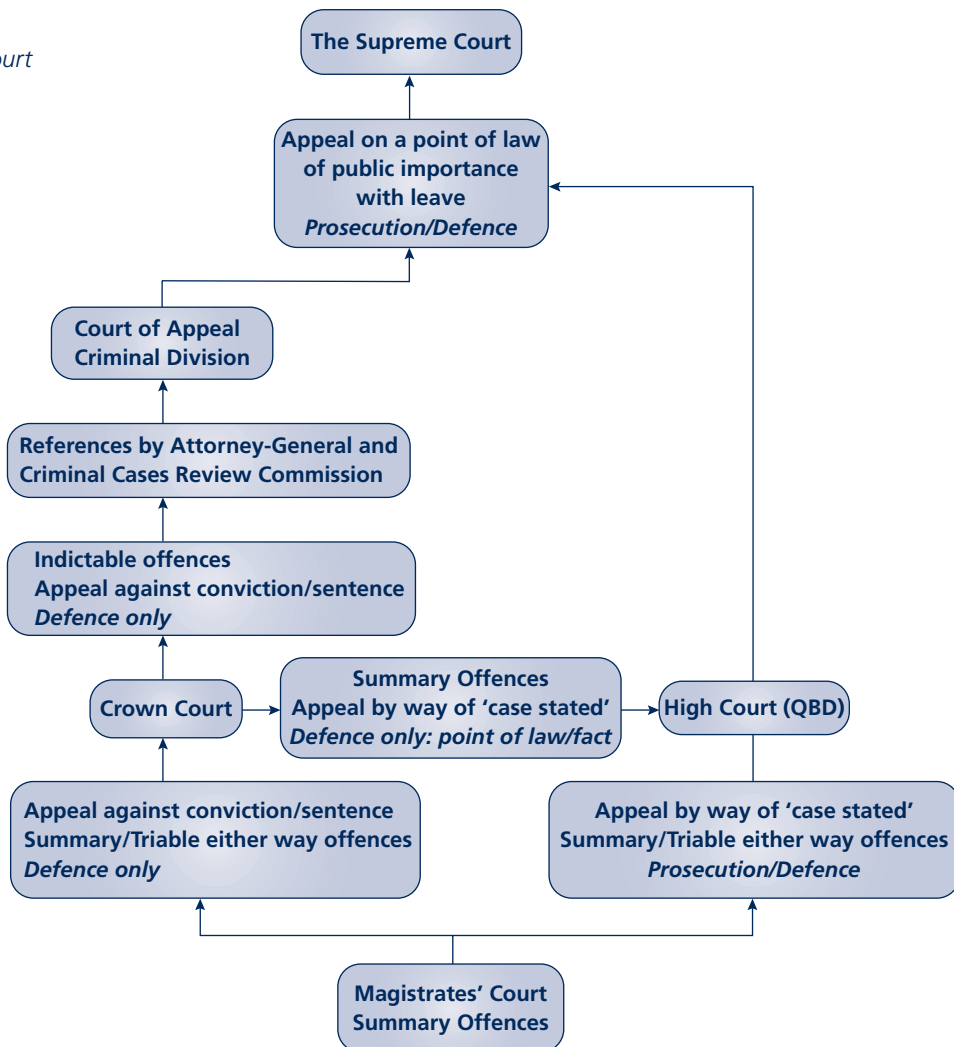 The Supreme Court
ourt
Appeal on a point of law
of public importance
with leave
Prosecution/Defence
Court of Appeal
Criminal Division
References by Attorney-General and
Criminal Cases Review Commission
Indictable offences
Appeal against conviction/sentence
Defence only
Crown Court
Summary Offences
Appeal by way of ‘case stated’
Defence only: point of law/fact
High Court (QBD)
Appeal against conviction/sentence
Summary/Triable either way offences
Defence only
Appeal by way of ‘case stated’
Summary/Triable either way offences
Prosecution/Defence
Magistrates’ Court
Summary Offences